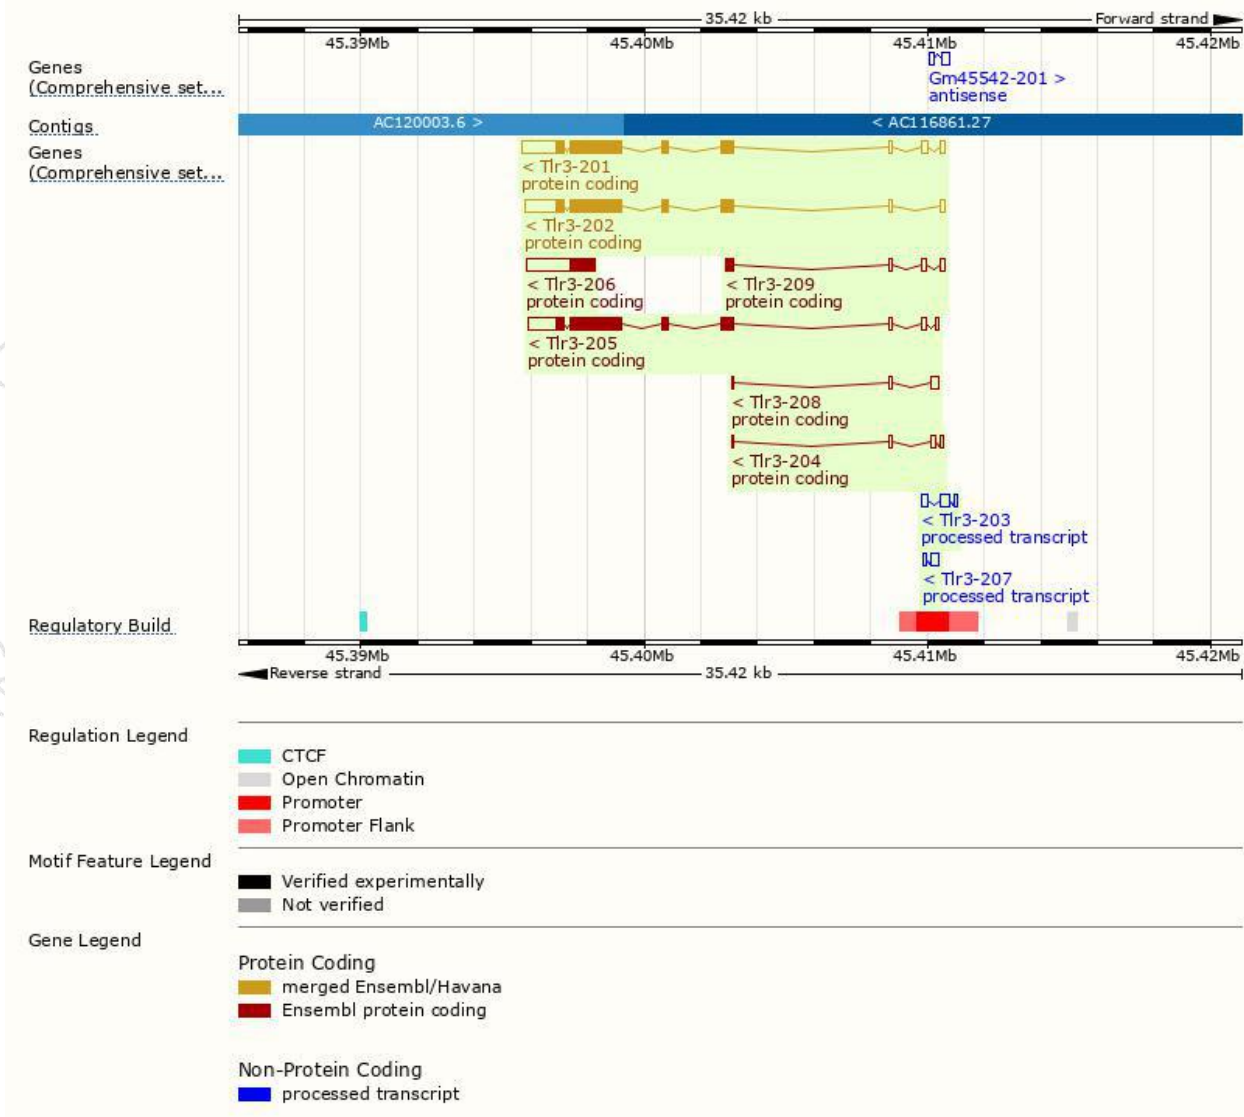 35.42 kb
Forward strand
45.39Mb 45.40Mb 45.41Mb 45.42Mb
Genes
(Comprehensive set...
Gm45542-201 >
antisense
Contigs
AC120003.6 >
< AC116861.27
Genes
(Comprehensive set...
< Tlr3-201
protein coding
< Tlr3-202
protein coding
< Tlr3-206
protein coding
< Tlr3-209
protein coding
< Tlr3-205
protein coding
< Tlr3-208
protein coding
< Tlr3-204
protein coding
< Tlr3-203
processed transcript
< Tlr3-207
processed transcript
Regulatory Build
45.39Mb 45.40Mb 45.41Mb 45.42Mb
Reverse strand
35.42 kb
Regulation Legend
CTCF
Open Chromatin
Promoter
Promoter Flank
Motif Feature Legend
Verified experimentally
Not verified
Gene Legend
Protein Coding
merged Ensembl/Havana
Ensembl protein coding
Non-Protein Coding
processed transcript